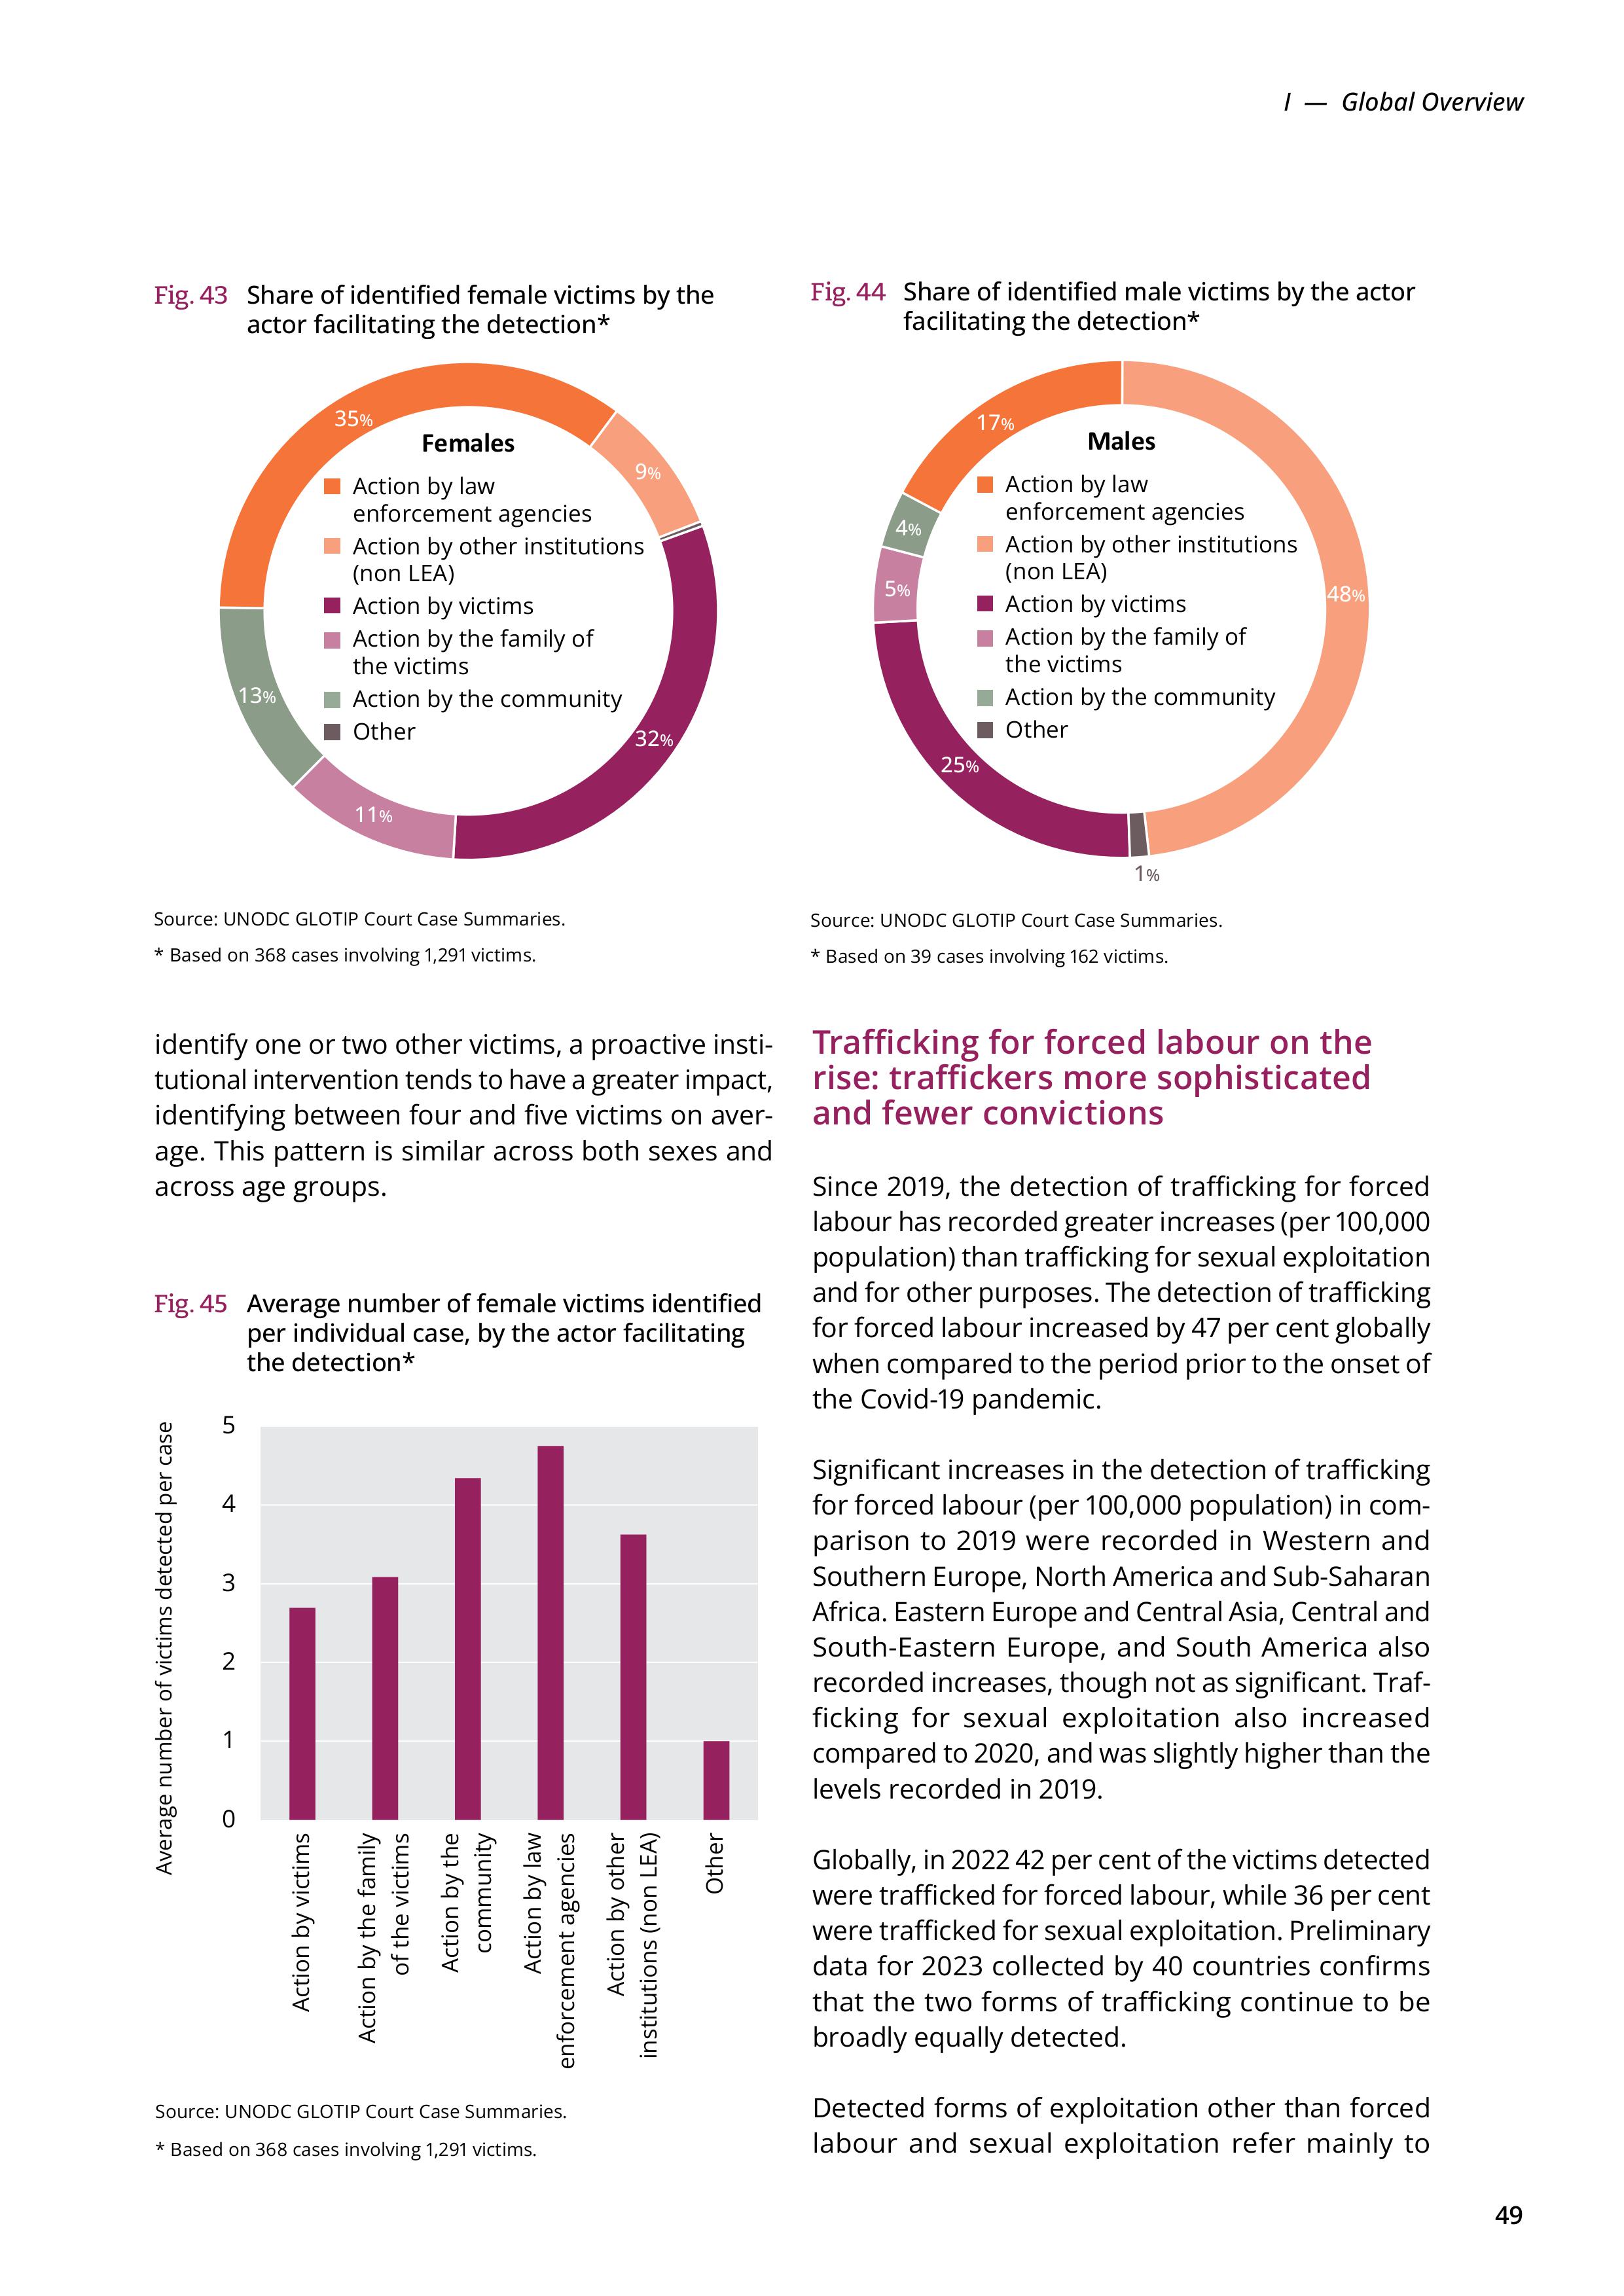 I — Global Overview
Fig. 43 Share of identified female victims by the
actor facilitating the detection*
35%
9%
32%
11%
13%
Females
Action by law
enforcement agencies
Action by other institutions
(non LEA)
Action by victims
Action by the family of
the victims
Action by the community
Other
Source: UNODC GLOTIP Court Case Summaries.
* Based on 368 cases involving 1,291 victims.
Fig. 44 Share of identified male victims by the actor
facilitating the detection*
17%
4%
5%
25%
1%
48%
Males
Action by law
enforcement agencies
Action by other institutions
(non LEA)
Action by victims
Action by the family of
the victims
Action by the community
Other
Source: UNODC GLOTIP Court Case Summaries.
* Based on 39 cases involving 162 victims.
identify one or two other victims, a proactive insti-
tutional intervention tends to have a greater impact,
identifying between four and five victims on aver-
age. This pattern is similar across both sexes and
across age groups.
Fig. 45 Average number of female victims identified
per individual case, by the actor facilitating
the detection*
Average number of victims detected per case
5
4
3
2
1
0
Action by victims
Action by the family
of the victims
Action by the
community
Action by law
enforcement agencies
Action by other
institutions (non LEA)
Other
Source: UNODC GLOTIP Court Case Summaries.
* Based on 368 cases involving 1,291 victims.
Trafficking for forced labour on the
rise: traffickers more sophisticated
and fewer convictions
Since 2019, the detection of trafficking for forced
labour has recorded greater increases (per 100,000
population) than trafficking for sexual exploitation
and for other purposes. The detection of trafficking
for forced labour increased by 47 per cent globally
when compared to the period prior to the onset of
the Covid-19 pandemic.
Significant increases in the detection of trafficking
for forced labour (per 100,000 population) in com-
parison to 2019 were recorded in Western and
Southern Europe, North America and Sub-Saharan
Africa. Eastern Europe and Central Asia, Central and
South-Eastern Europe, and South America also
recorded increases, though not as significant. Traf-
ficking for sexual exploitation also increased
compared to 2020, and was slightly higher than the
levels recorded in 2019.
Globally, in 2022 42 per cent of the victims detected
were trafficked for forced labour, while 36 per cent
were trafficked for sexual exploitation. Preliminary
data for 2023 collected by 40 countries confirms
that the two forms of trafficking continue to be
broadly equally detected.
Detected forms of exploitation other than forced
labour and sexual exploitation refer mainly to
49